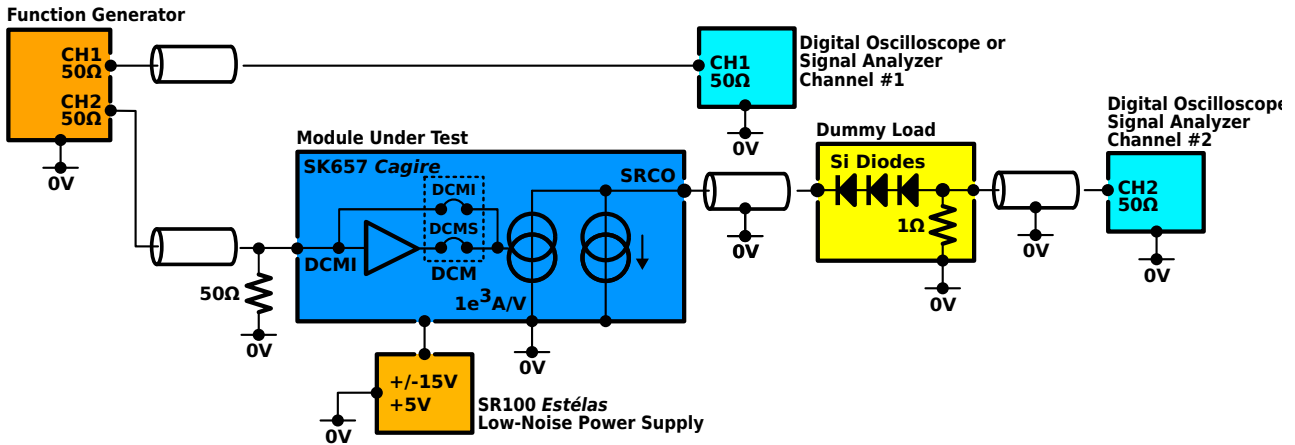 Function Generator
CH1
50Ω
CH2
50Ω
0V
CH1
50Ω
0V
Digital Oscilloscope or
Signal Analyzer
Channel #1
Digital Oscilloscope
Signal Analyzer
Channel #2
CH2
50Ω
0V
Module Under Test
SK657 Cagire
DCMI
DCMS
DCM
DCMI
SRCO
1e³A/V
50Ω
0V
0V
0V
Dummy Load
Si Diodes
1Ω
0V
0V
+/-15V
+5V
0V
SR100 Estélas
Low-Noise Power Supply